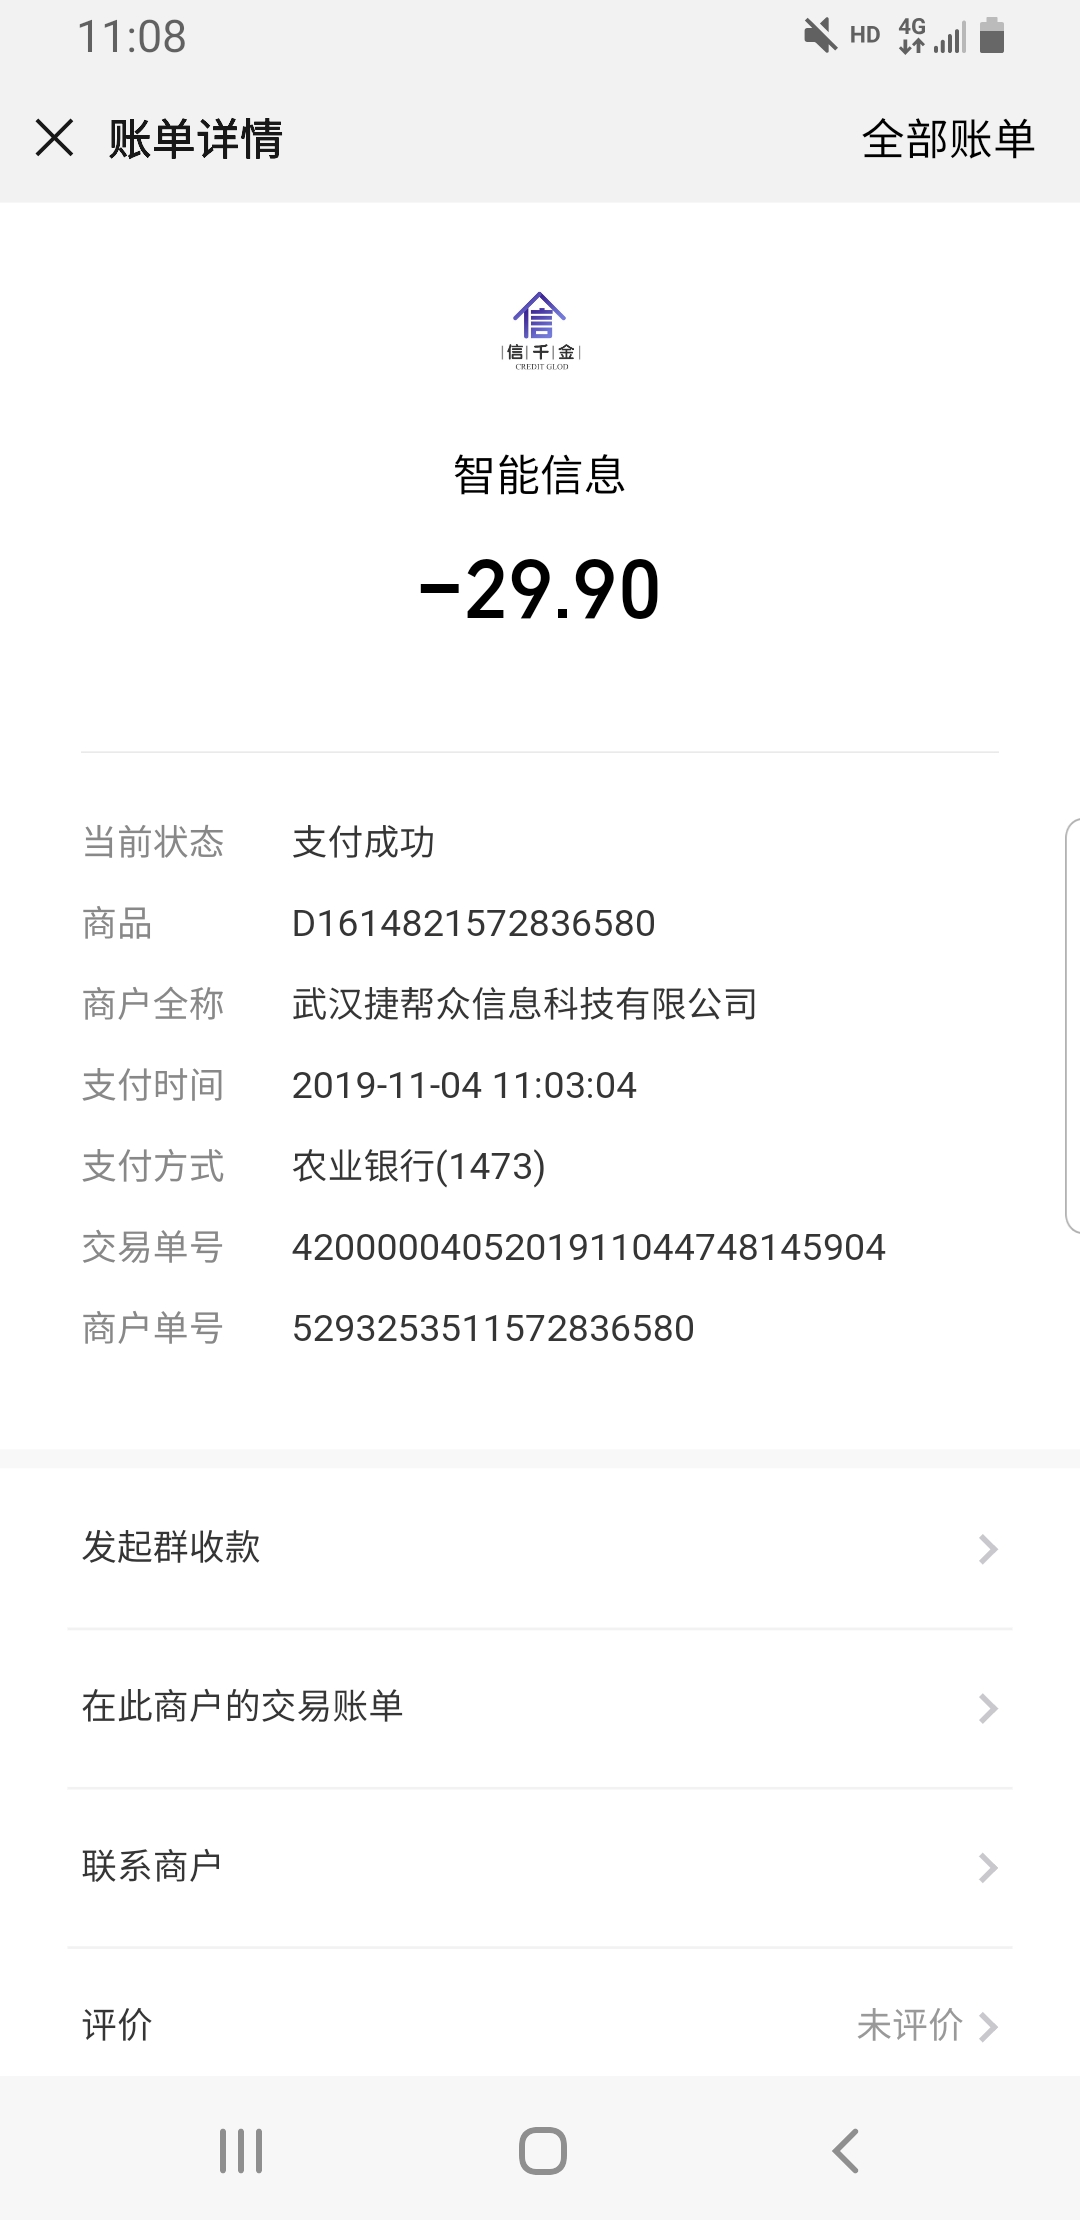 11:08 HD 4G
账单详情 全部账单
信
信 千 金
CREDIT GLOD
智能信息
-29.90
当前状态 支付成功
商品 D1614821572836580
商户全称 武汉捷帮众信息科技有限公司
支付时间 2019-11-04 11:03:04
支付方式 农业银行(1473)
交易单号 4200000405201911044748145904
商户单号 5293253511572836580
发起群收款
在此商户的交易账单
联系商户
评价 未评价